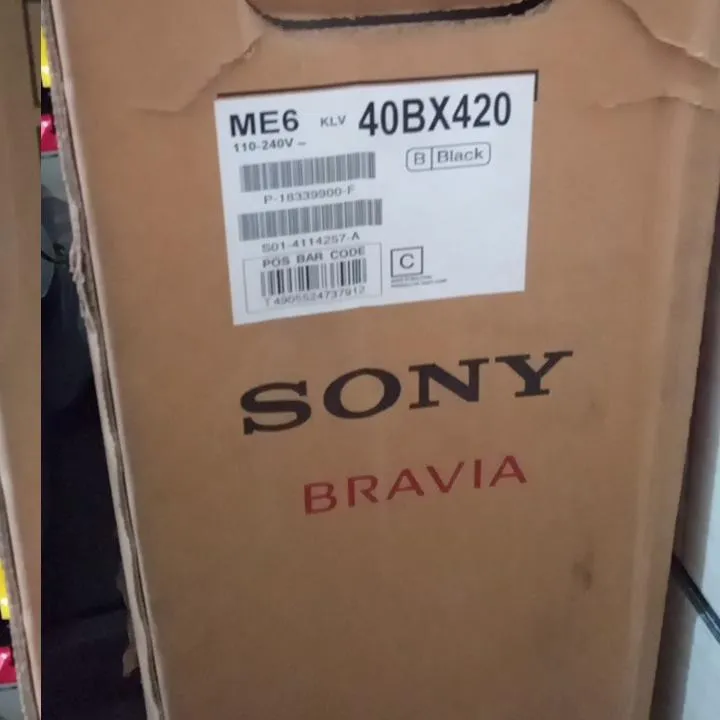 ME6 KLV 40BX420
110-240V ~
B Black
P-18339900-F
S01-4114257-A
POS BAR CODE
T 4905524737912
C
SONY
BRAVIA